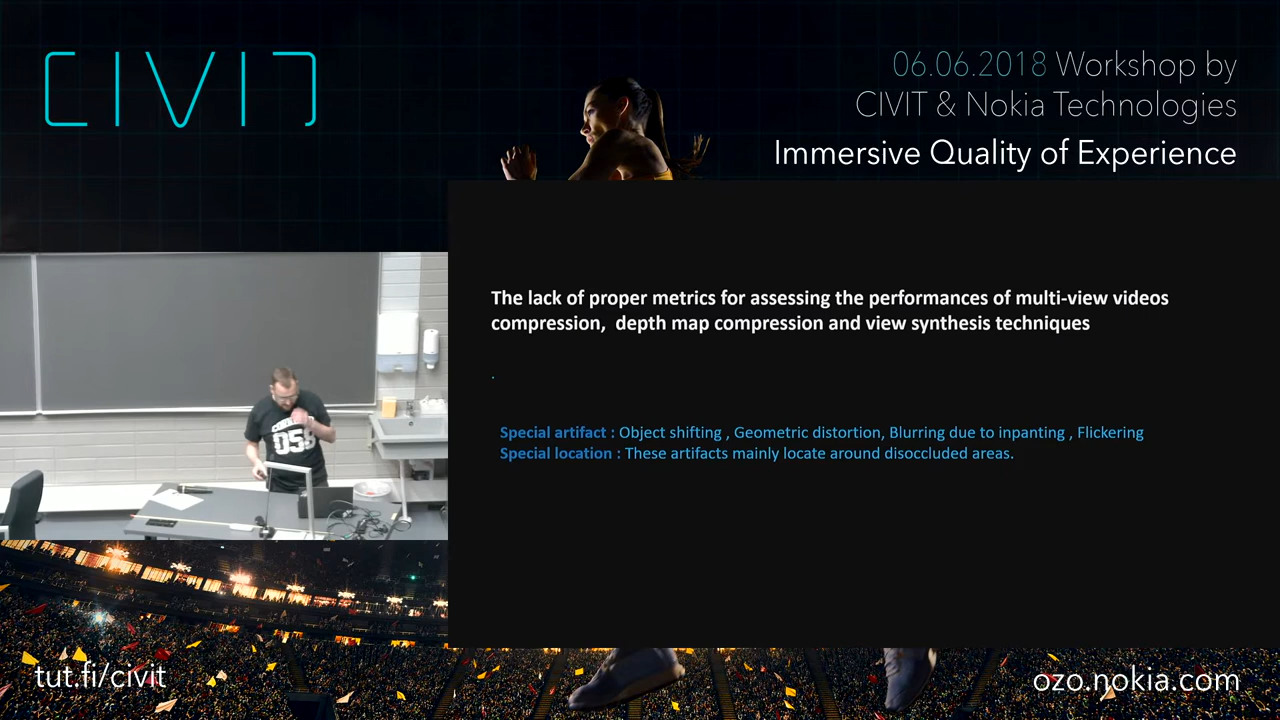 CIVIT
06.06.2018 Workshop by
CIVIT & Nokia Technologies
Immersive Quality of Experience
The lack of proper metrics for assessing the performances of multi-view videos
compression, depth map compression and view synthesis techniques
Special artifact : Object shifting , Geometric distortion, Blurring due to inpanting , Flickering
Special location : These artifacts mainly locate around disoccluded areas.
058
tut.fi/civit
ozo.nokia.com